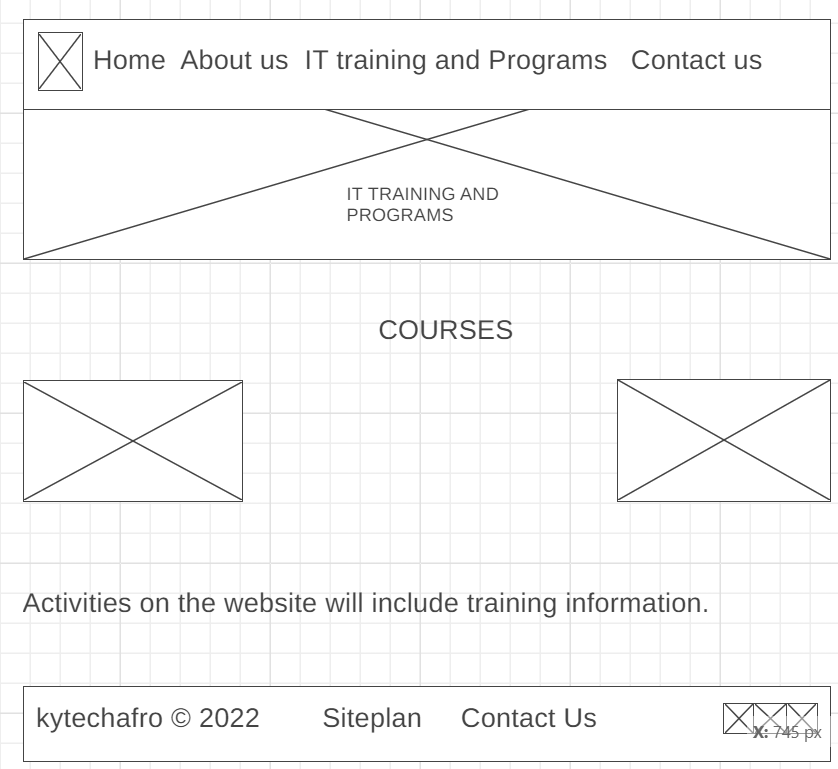 Home About us IT training and Programs Contact us
IT TRAINING AND
PROGRAMS
COURSES
Activities on the website will include training information.
kytechafro © 2022 Siteplan Contact Us
X: 745 px